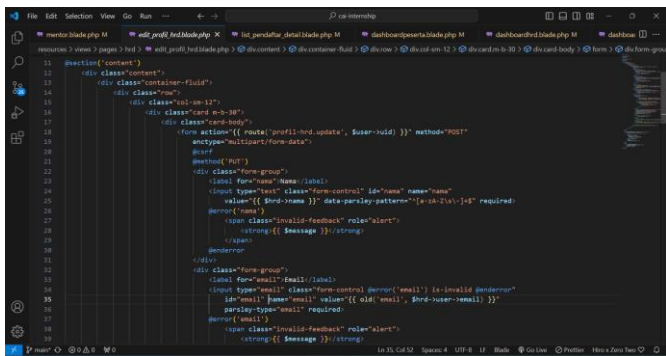 File Edit Selection View Go Run ... cai-internship
mentor.blade.php M edit_profil_hrd.blade.php X list_pendaftar_detail.blade.php M dashboardpeserta.blade.php M dashboardhrd.blade.php M dashboa
resources > views > pages > hrd > edit_profil_hrd.blade.php > div.content > div.container-fluid > div.row > div.col-sm-12 > div.card.m-b-30 > div.card-body > form > div.form-grou
11 @section('content')
12 <div class="content">
13 <div class="container-fluid">
14 <div class="row">
15 <div class="col-sm-12">
16 <div class="card m-b-30">
17 <div class="card-body">
18 <form action="{{ route('profil-hrd.update', $user->uid) }}" method="POST"
19 enctype="multipart/form-data">
20 @csrf
21 @method('PUT')
22 <div class="form-group">
23 <label for="nama">Nama</label>
24 <input type="text" class="form-control" id="nama" name="nama"
25 value="{{ $hrd->nama }}" data-parsley-pattern="^[a-zA-Z\s\-]+$" required>
26 @error('nama')
27 <span class="invalid-feedback" role="alert">
28 <strong>{{ $message }}</strong>
29 </span>
30 @enderror
31 </div>
32 <div class="form-group">
33 <label for="email">Email</label>
34 <input type="email" class="form-control @error('email') is-invalid @enderror"
35 id="email" name="email" value="{{ old('email', $hrd->user->email) }}"
36 parsley-type="email" required>
37 @error('email')
38 <span class="invalid-feedback" role="alert">
39 <strong>{{ $message }}</strong>
main* 0 0 0 Ln 35, Col 52 Spaces: 4 UTF-8 LF Blade Go Live Prettier Hiro x Zero Two